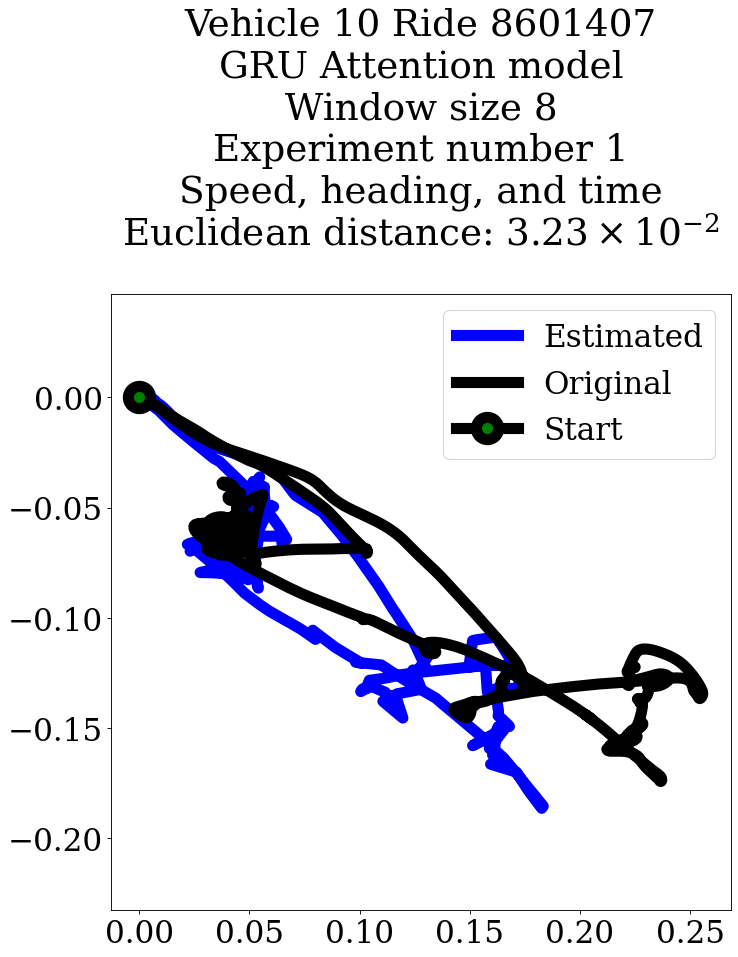 Vehicle 10 Ride 8601407
GRU Attention model
Window size 8
Experiment number 1
Speed, heading, and time
Euclidean distance: 3.23 × 10⁻²
Estimated
Original
Start
0.00
−0.05
−0.10
−0.15
−0.20
0.00 0.05 0.10 0.15 0.20 0.25